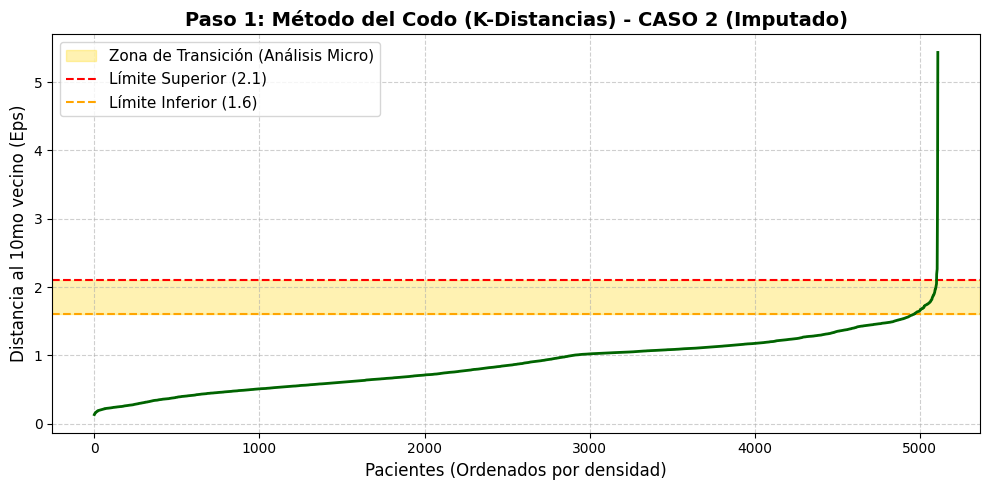 Paso 1: Método del Codo (K-Distancias) - CASO 2 (Imputado)
Zona de Transición (Análisis Micro)
Límite Superior (2.1)
Límite Inferior (1.6)
Distancia al 10mo vecino (Eps)
5
4
3
2
1
0
0 1000 2000 3000 4000 5000
Pacientes (Ordenados por densidad)